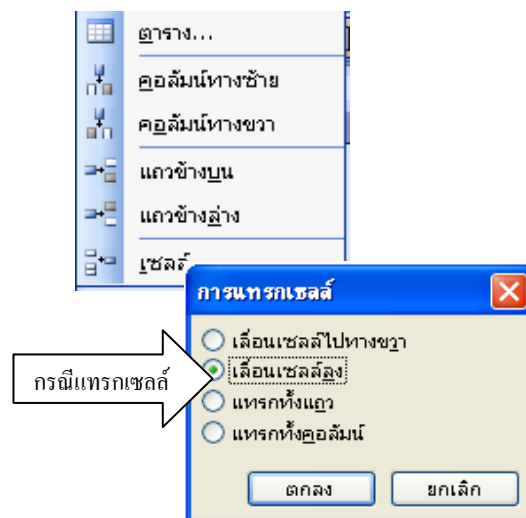 ตาราง...
คอลัมน์ทางซ้าย
คอลัมน์ทางขวา
แถวข้างบน
แถวข้างล่าง
เซลล์...
การแทรกเซลล์
เลื่อนเซลล์ไปทางขวา
เลื่อนเซลล์ลง
แทรกทั้งแถว
แทรกทั้งคอลัมน์
กรณีแทรกเซลล์
ตกลง
ยกเลิก